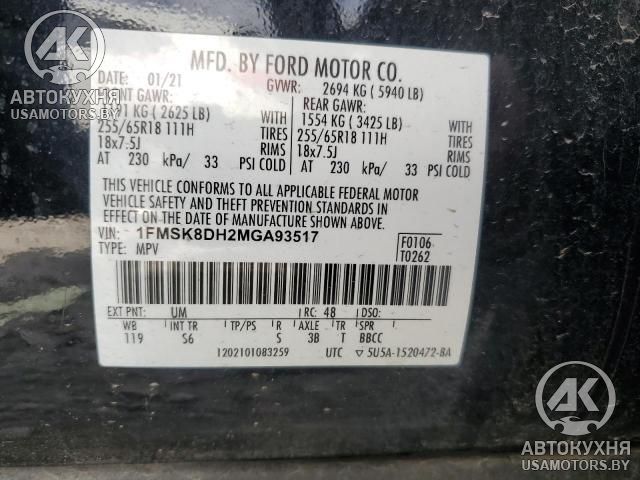 AK
АВТОКУХНЯ
USAMOTORS.BY
MFD. BY FORD MOTOR CO.
DATE: 01/21 GVWR: 2694 KG ( 5940 LB)
FRONT GAWR: REAR GAWR:
KG ( 2625 LB) 1554 KG ( 3425 LB)
255/65R18 111H TIRES 255/65R18 111H TIRES
18x7.5J RIMS 18x7.5J RIMS
AT 230 kPa/ 33 PSI COLD AT 230 kPa/ 33 PSI COLD
THIS VEHICLE CONFORMS TO ALL APPLICABLE FEDERAL MOTOR
VEHICLE SAFETY AND THEFT PREVENTION STANDARDS IN
EFFECT ON THE DATE OF MANUFACTURE SHOWN ABOVE.
VIN: 1FMSK8DH2MGA93517 F0106
TYPE: MPV T0262
EXT PNT: UM RC: 48 DSO:
WB INT TR TP/PS R AXLE TR SPR
119 S6 S 3B T BBCC
1202101083259 UTC ▽ 5U5A-1520472-BA
AK
АВТОКУХНЯ
USAMOTORS.BY